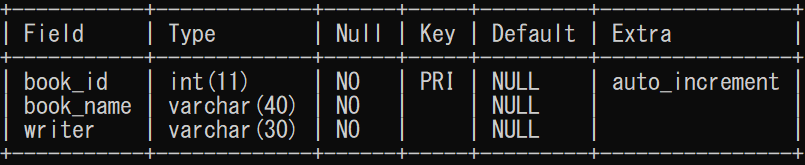 | Field | Type | Null | Key | Default | Extra |
| book_id | int(11) | NO | PRI | NULL | auto_increment |
| book_name | varchar(40) | NO | | NULL | |
| writer | varchar(30) | NO | | NULL | |